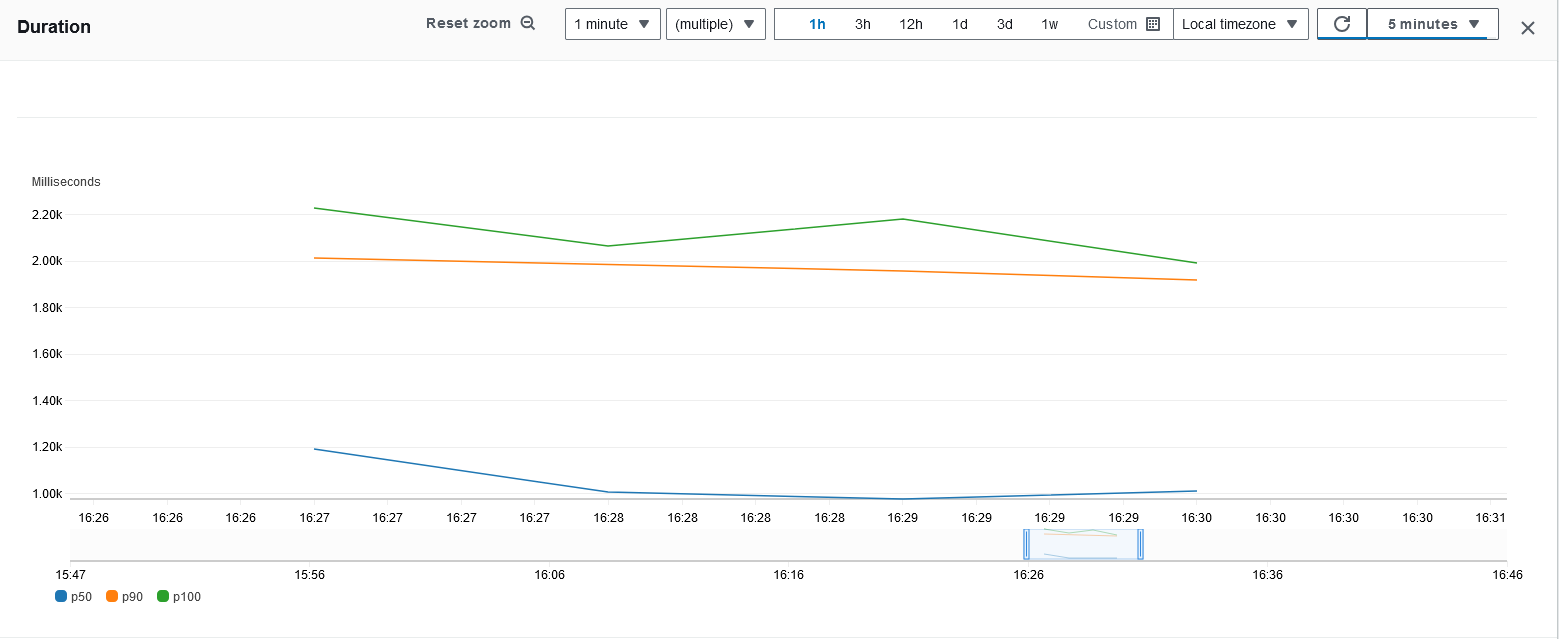 Duration Reset zoom 1 minute (multiple) 1h 3h 12h 1d 3d 1w Custom Local timezone 5 minutes
Milliseconds
2.20k
2.00k
1.80k
1.60k
1.40k
1.20k
1.00k
16:26 16:26 16:26 16:27 16:27 16:27 16:27 16:28 16:28 16:28 16:28 16:29 16:29 16:29 16:29 16:30 16:30 16:30 16:30 16:31
15:47 15:56 16:06 16:16 16:26 16:36 16:46
p50 p90 p100